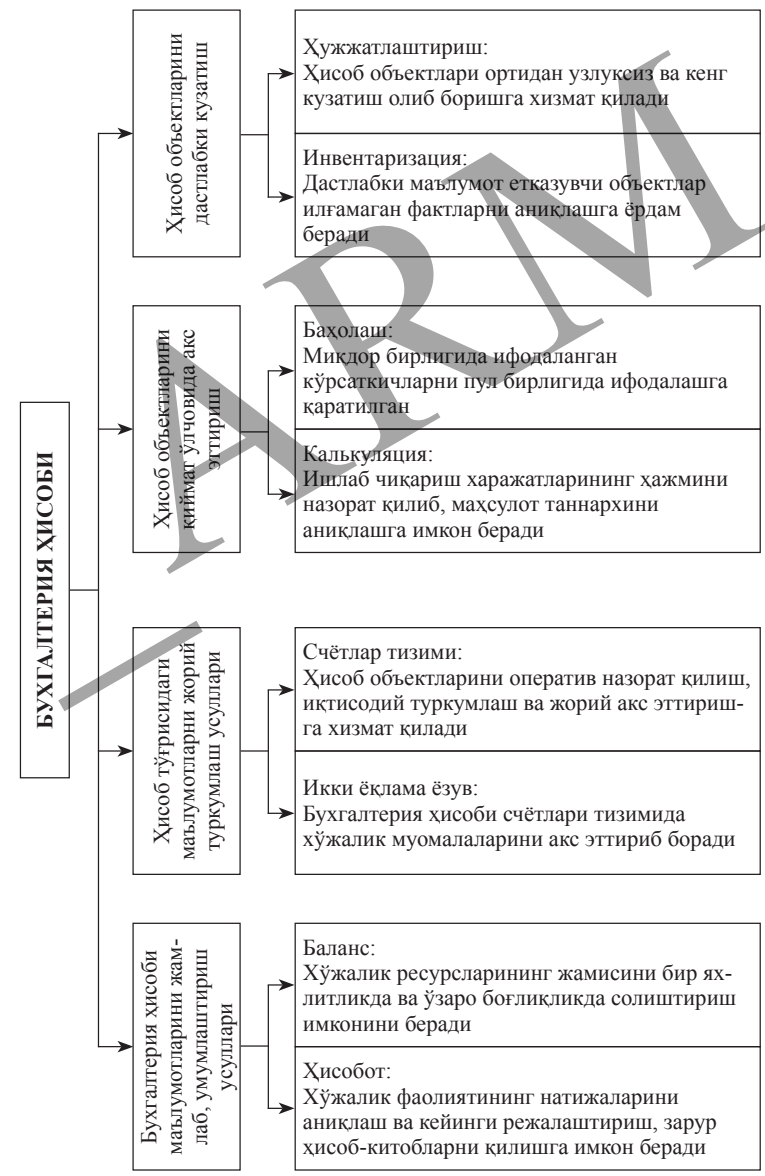 БУХГАЛТЕРИЯ ҲИСОБИ
Ҳисоб объектларини
дастлабки кузатиш
Ҳужжатлаштириш:
Ҳисоб объектлари ортидан узлуксиз ва кенг
кузатиш олиб боришга хизмат қилади
Инвентаризация:
Дастлабки маълумот етказувчи объектлар
илғамаган фактларни аниқлашга ёрдам
беради
Ҳисоб объектларини
қиймат ўлчовида акс
эттириш
Баҳолаш:
Миқдор бирлигида ифодаланган
кўрсаткичларни пул бирлигида ифодалашга
қаратилган
Калькуляция:
Ишлаб чиқариш харажатларининг ҳажмини
назорат қилиб, маҳсулот таннархини
аниқлашга имкон беради
Ҳисоб тўғрисидаги
маълумотларни жорий
туркумлаш усуллари
Счётлар тизими:
Ҳисоб объектларини оператив назорат қилиш,
иқтисодий туркумлаш ва жорий акс эттириш-
га хизмат қилади
Икки ёқлама ёзув:
Бухгалтерия ҳисоби счётлари тизимида
хўжалик муомалаларини акс эттириб боради
Бухгалтерия ҳисоби
маълумотларини жам-
лаб, умумлаштириш
усуллари
Баланс:
Хўжалик ресурсларининг жамисини бир ях-
литликда ва ўзаро боғлиқликда солиштириш
имконини беради
Ҳисобот:
Хўжалик фаолиятининг натижаларини
аниқлаш ва кейинги режалаштириш, зарур
ҳисоб-китобларни қилишга имкон беради
_ARM